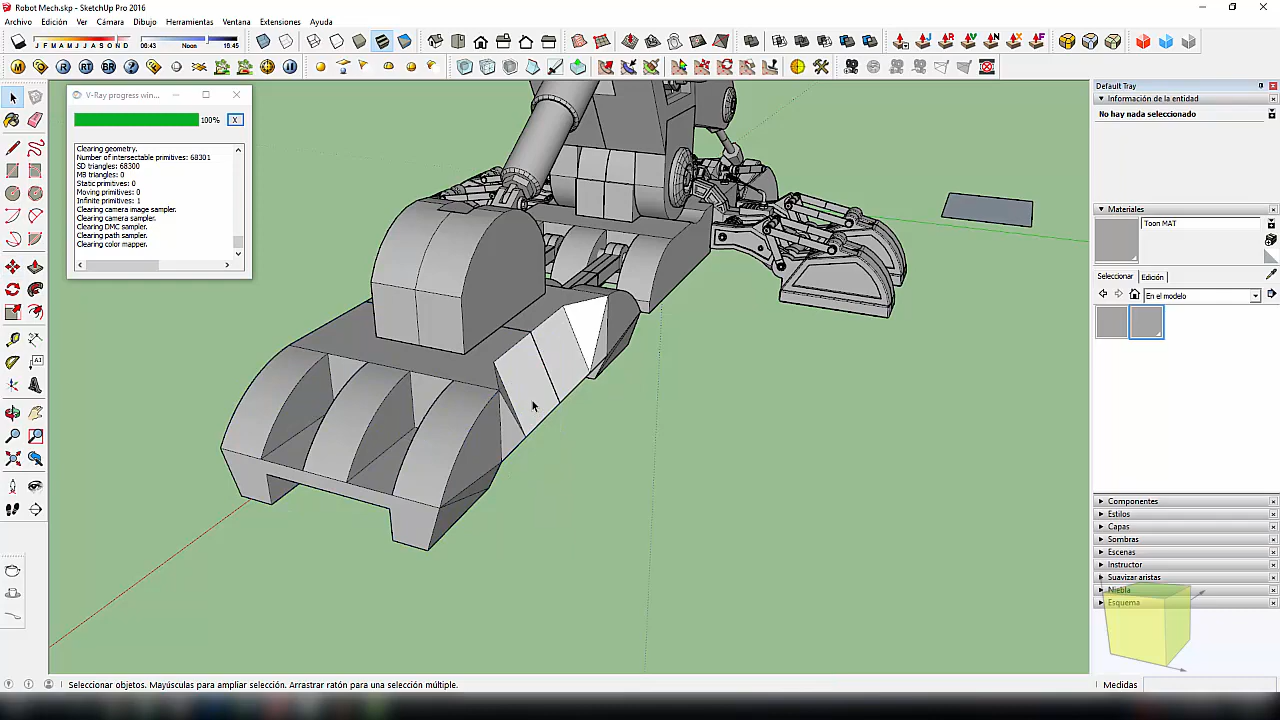 Robot Mech.skp - SketchUp Pro 2016
Archivo Edición Ver Cámara Dibujo Herramientas Ventana Extensiones Ayuda
J F M A M J J A S O N D
06:43 Noon 16:45
V-Ray progress win...
100%
X
Clearing geometry.
Number of intersectable primitives: 68301
SD triangles: 68300
MB triangles: 0
Static primitives: 0
Moving primitives: 0
Infinite primitives: 1
Clearing camera image sampler.
Clearing camera sampler.
Clearing DMC sampler.
Clearing path sampler.
Clearing color mapper.
Default Tray
Información de la entidad
No hay nada seleccionado
Materiales
Toon MAT
Seleccionar Edición
En el modelo
Componentes
Estilos
Capas
Sombras
Escenas
Instructor
Suavizar aristas
Niebla
Esquema
Seleccionar objetos. Mayúsculas para ampliar selección. Arrastrar ratón para una selección múltiple.
Medidas